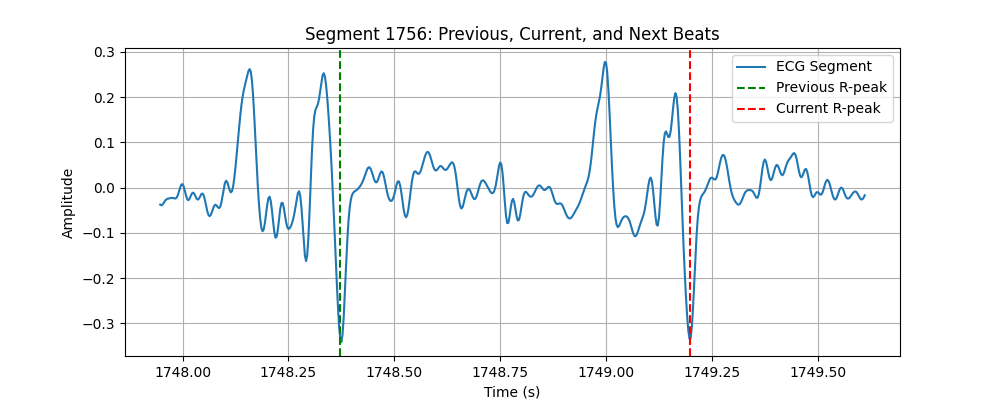 Segment 1756: Previous, Current, and Next Beats
ECG Segment
Previous R-peak
Current R-peak
Amplitude
0.3
0.2
0.1
0.0
−0.1
−0.2
−0.3
1748.00 1748.25 1748.50 1748.75 1749.00 1749.25 1749.50
Time (s)